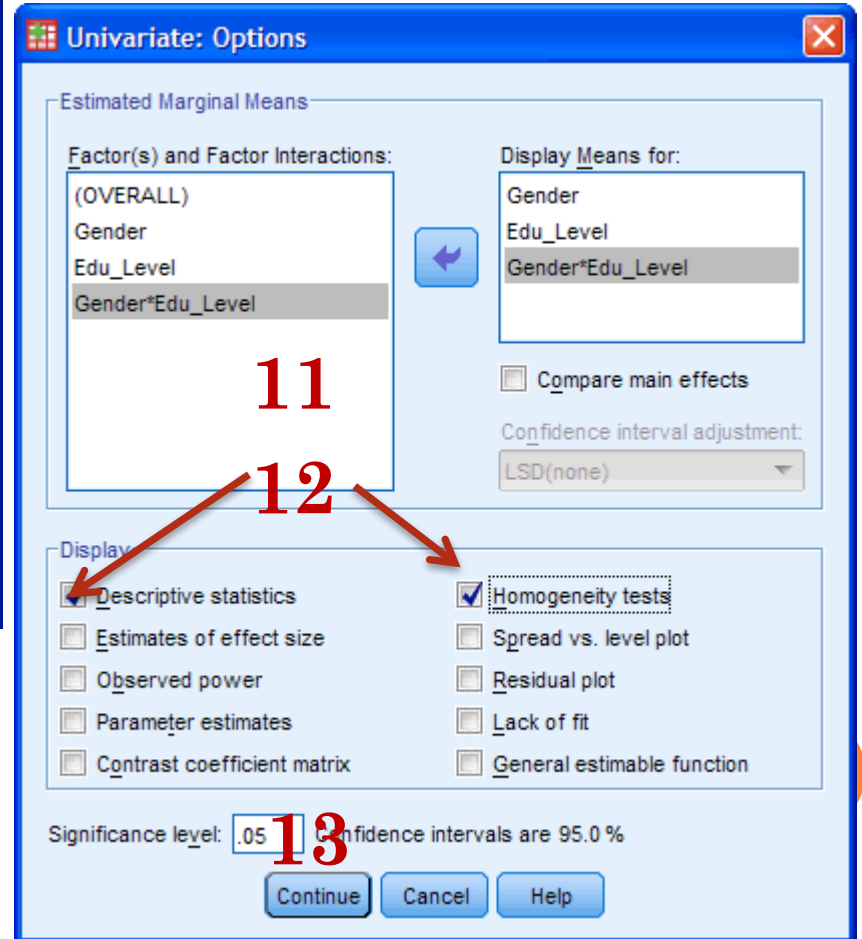 Univariate: Options
Estimated Marginal Means
Factor(s) and Factor Interactions:
(OVERALL)
Gender
Edu_Level
Gender*Edu_Level
Display Means for:
Gender
Edu_Level
Gender*Edu_Level
11
Compare main effects
Confidence interval adjustment:
LSD(none)
12
Display
Descriptive statistics
Homogeneity tests
Estimates of effect size
Spread vs. level plot
Observed power
Residual plot
Parameter estimates
Lack of fit
Contrast coefficient matrix
General estimable function
Significance level: .05 Confidence intervals are 95.0 %
13
Continue Cancel Help